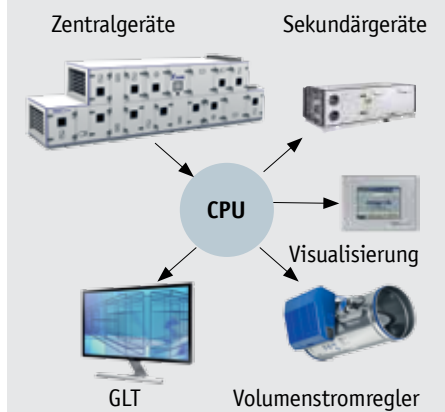 Zentralgeräte
Sekundärgeräte
CPU
Visualisierung
GLT
Volumenstromregler